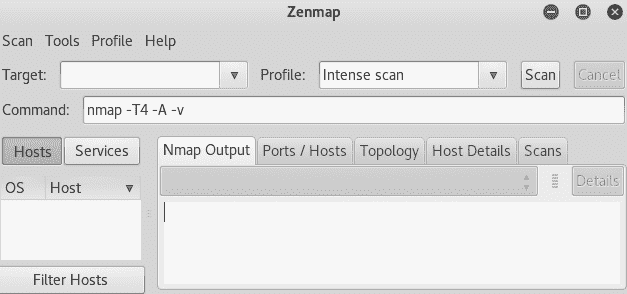 Zenmap
Scan Tools Profile Help
Target: Profile: Intense scan Scan Cancel
Command: nmap -T4 -A -v
Hosts Services Nmap Output Ports / Hosts Topology Host Details Scans
OS Host Details
Filter Hosts